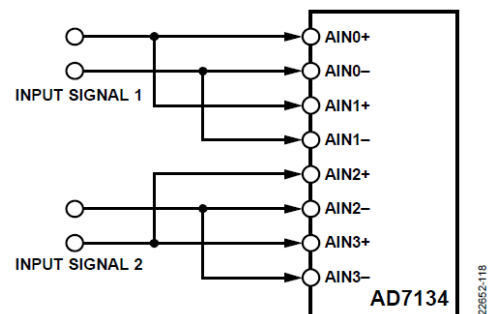 AIN0+
AIN0–
INPUT SIGNAL 1
AIN1+
AIN1–
AIN2+
AIN2–
AIN3+
INPUT SIGNAL 2
AIN3–
AD7134
22652-118